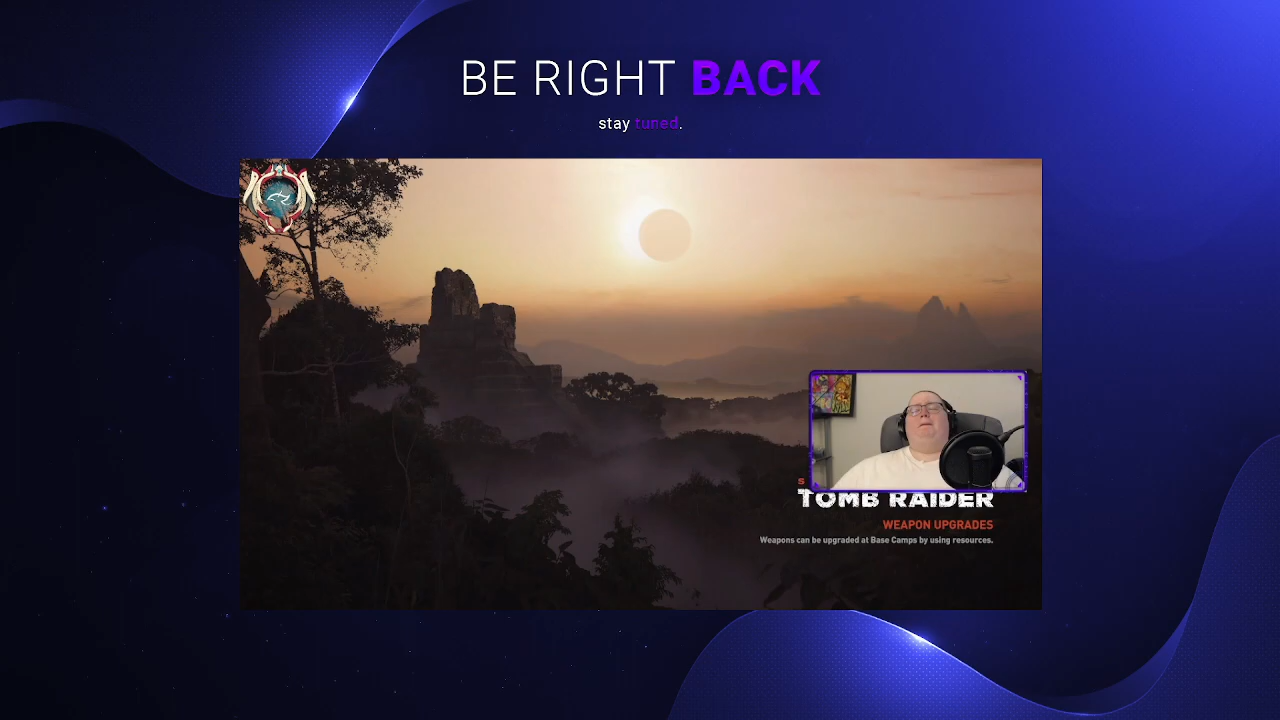 BE RIGHT BACK
stay tuned.
S
TOMB RAIDER
WEAPON UPGRADES
Weapons can be upgraded at Base Camps by using resources.